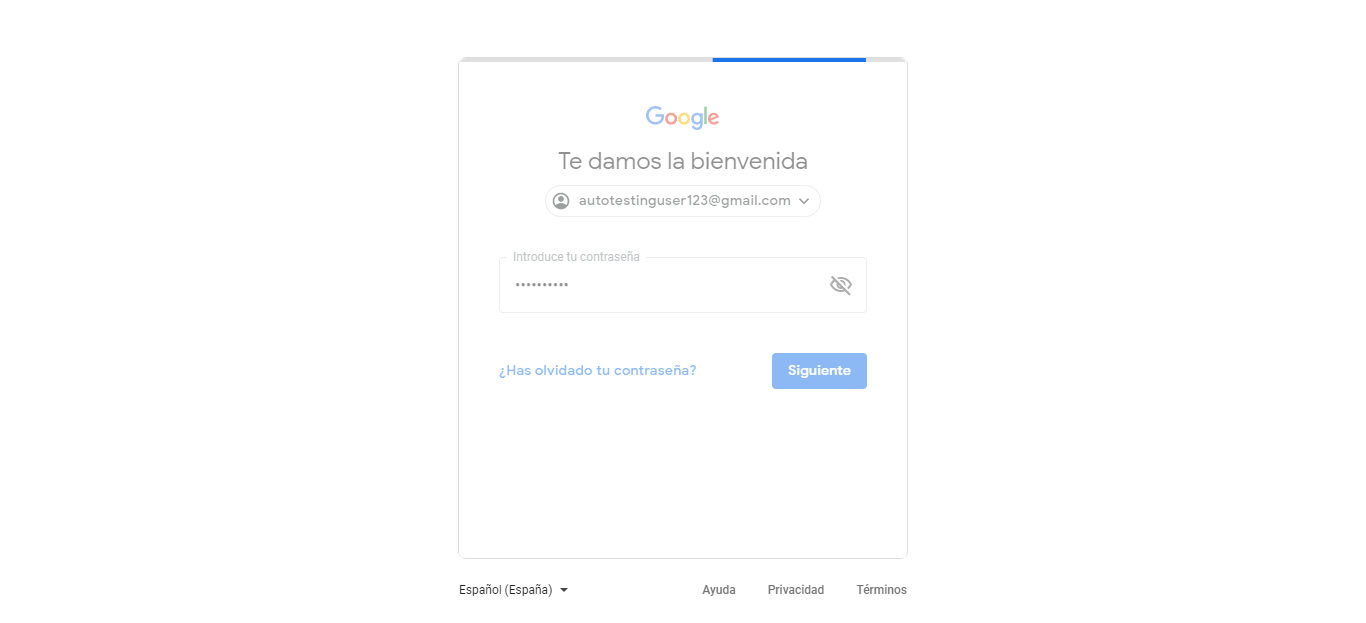 Google
Te damos la bienvenida
autotestinguser123@gmail.com
Introduce tu contraseña
••••••••••
¿Has olvidado tu contraseña?
Siguiente
Español (España)
Ayuda
Privacidad
Términos